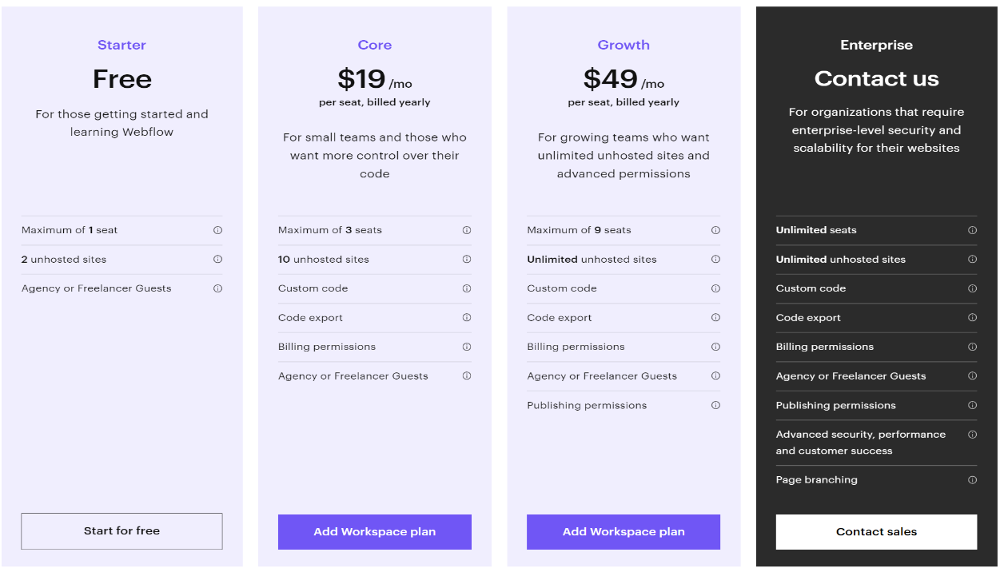 Starter
Free
For those getting started and
learning Webflow
Maximum of 1 seat
2 unhosted sites
Agency or Freelancer Guests
Start for free
Core
$19 /mo
per seat, billed yearly
For small teams and those who
want more control over their
code
Maximum of 3 seats
10 unhosted sites
Custom code
Code export
Billing permissions
Agency or Freelancer Guests
Add Workspace plan
Growth
$49 /mo
per seat, billed yearly
For growing teams who want
unlimited unhosted sites and
advanced permissions
Maximum of 9 seats
Unlimited unhosted sites
Custom code
Code export
Billing permissions
Agency or Freelancer Guests
Publishing permissions
Add Workspace plan
Enterprise
Contact us
For organizations that require
enterprise-level security and
scalability for their websites
Unlimited seats
Unlimited unhosted sites
Custom code
Code export
Billing permissions
Agency or Freelancer Guests
Publishing permissions
Advanced security, performance
and customer success
Page branching
Contact sales